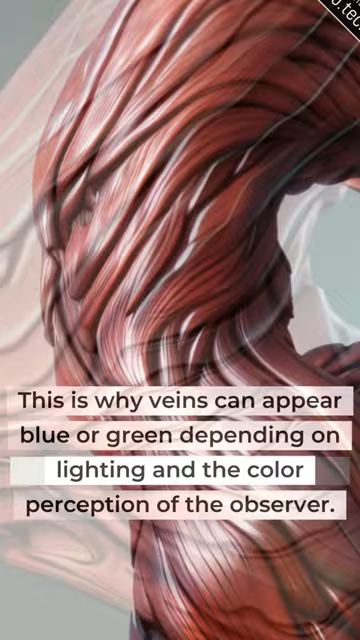 o.tec
This is why veins can appear
blue or green depending on
lighting and the color
perception of the observer.